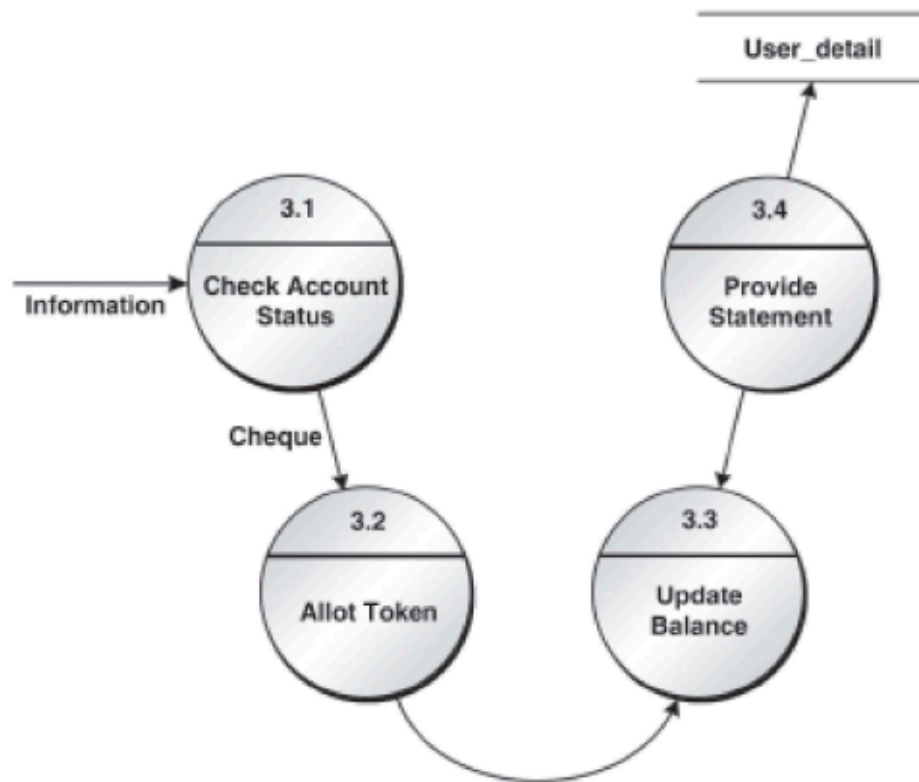 User_detail
3.1
Check Account
Status
Information
3.4
Provide
Statement
Cheque
3.2
Allot Token
3.3
Update
Balance